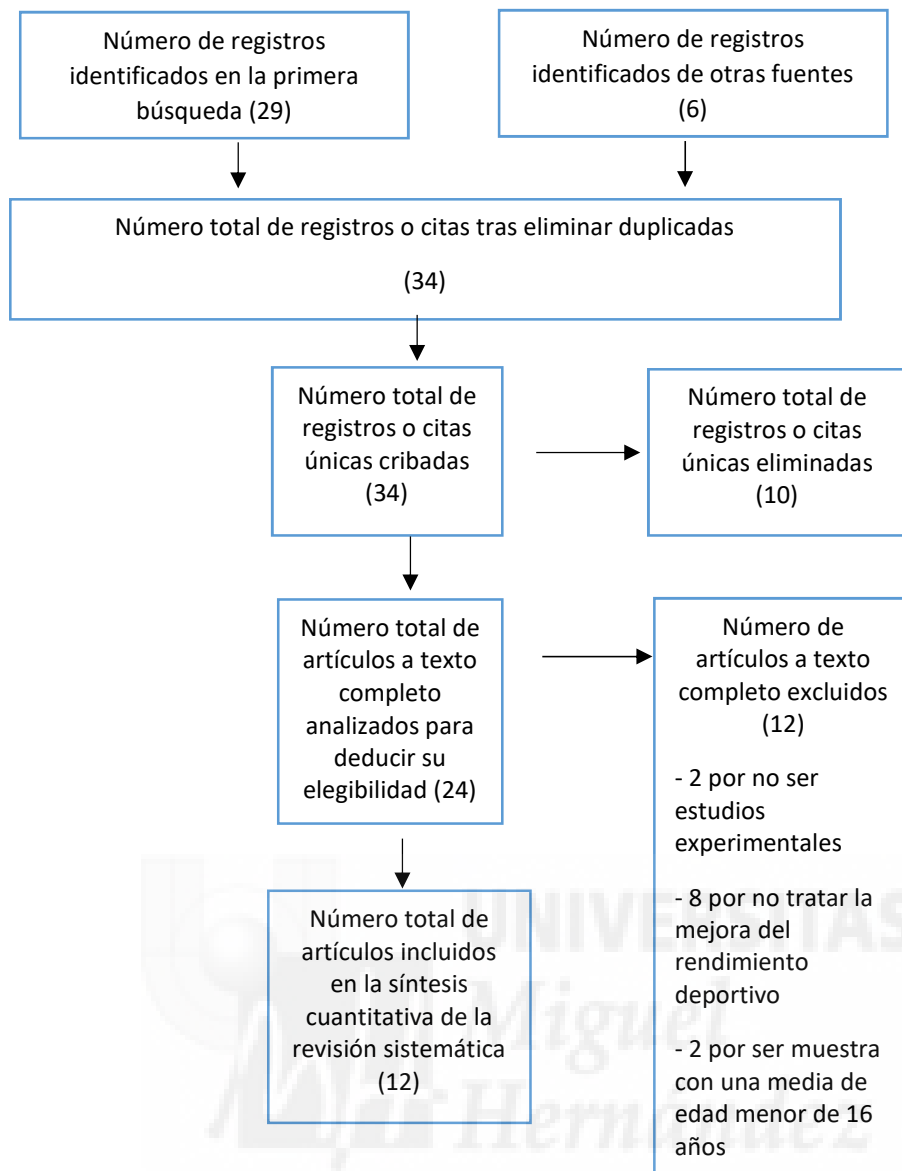 Número de registros
identificados en la primera
búsqueda (29)
Número de registros
identificados de otras fuentes
(6)
Número total de registros o citas tras eliminar duplicadas
(34)
Número total de
registros o citas
únicas cribadas
(34)
Número total de
registros o citas
únicas eliminadas
(10)
Número total de
artículos a texto
completo
analizados para
deducir su
elegibilidad (24)
Número de
artículos a texto
completo excluidos
(12)
- 2 por no ser
estudios
experimentales
- 8 por no tratar la
mejora del
rendimiento
deportivo
- 2 por ser muestra
con una media de
edad menor de 16
años
Número total de
artículos incluidos
en la síntesis
cuantitativa de la
revisión sistemática
(12)
UNIVERSITAS
Miguel
Hernández